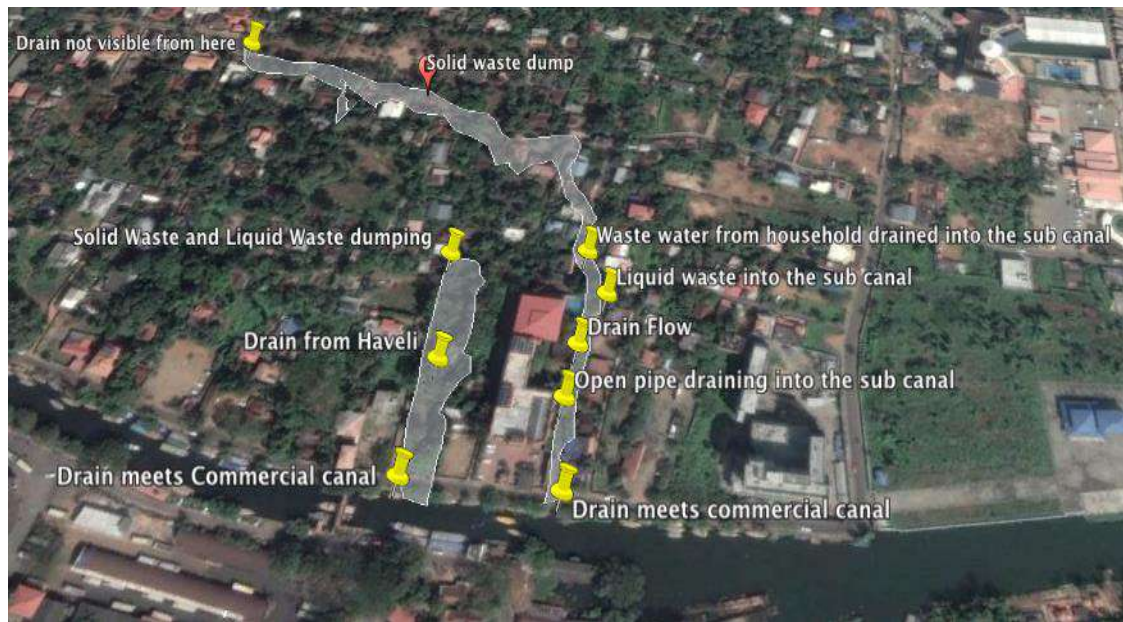 Drain not visible from here
Solid waste dump
Solid Waste and Liquid Waste dumping
Waste water from household drained into the sub canal
Liquid waste into the sub canal
Drain from Haveli
Drain Flow
Open pipe draining into the sub canal
Drain meets Commercial canal
Drain meets commercial canal